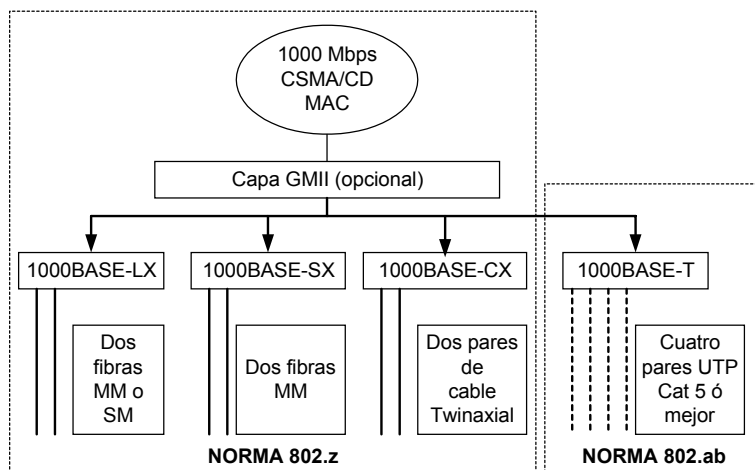 1000 Mbps
CSMA/CD
MAC
Capa GMII (opcional)
1000BASE-LX
1000BASE-SX
1000BASE-CX
1000BASE-T
Dos
fibras
MM o
SM
Dos fibras
MM
Dos pares
de
cable
Twinaxial
Cuatro
pares UTP
Cat 5 ó
mejor
NORMA 802.z
NORMA 802.ab